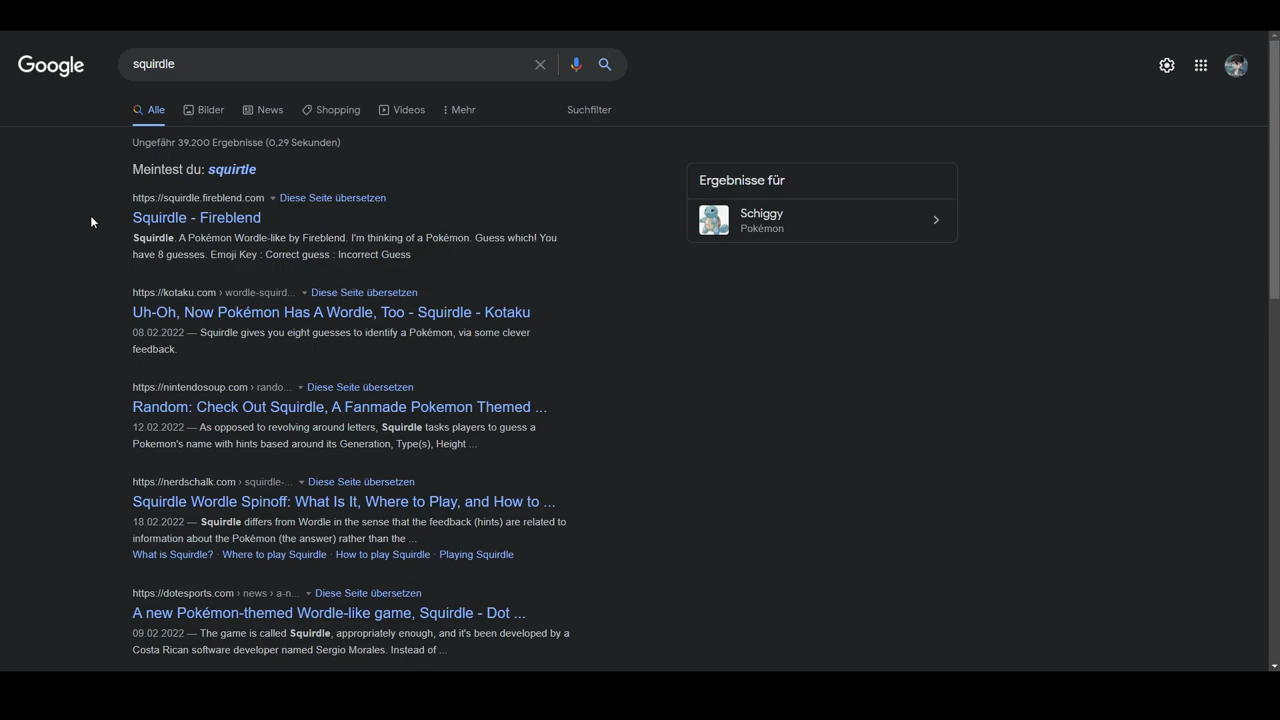 Google
squirdle
Alle
Bilder
News
Shopping
Videos
Mehr
Suchfilter
Ungefähr 39.200 Ergebnisse (0,29 Sekunden)
Meintest du: squirtle
https://squirdle.fireblend.com Diese Seite übersetzen
Squirdle - Fireblend
Squirdle. A Pokémon Wordle-like by Fireblend. I'm thinking of a Pokémon. Guess which! You
have 8 guesses. Emoji Key : Correct guess : Incorrect Guess
https://kotaku.com › wordle-squird... Diese Seite übersetzen
Uh-Oh, Now Pokémon Has A Wordle, Too - Squirdle - Kotaku
08.02.2022 — Squirdle gives you eight guesses to identify a Pokémon, via some clever
feedback.
https://nintendosoup.com › rando... Diese Seite übersetzen
Random: Check Out Squirdle, A Fanmade Pokemon Themed ...
12.02.2022 — As opposed to revolving around letters, Squirdle tasks players to guess a
Pokemon's name with hints based around its Generation, Type(s), Height ...
https://nerdschalk.com › squirdle-... Diese Seite übersetzen
Squirdle Wordle Spinoff: What Is It, Where to Play, and How to ...
18.02.2022 — Squirdle differs from Wordle in the sense that the feedback (hints) are related to
information about the Pokémon (the answer) rather than the ...
What is Squirdle? · Where to play Squirdle · How to play Squirdle · Playing Squirdle
https://dotesports.com › news › a-n... Diese Seite übersetzen
A new Pokémon-themed Wordle-like game, Squirdle - Dot ...
09.02.2022 — The game is called Squirdle, appropriately enough, and it's been developed by a
Costa Rican software developer named Sergio Morales. Instead of ...
Ergebnisse für
Schiggy
Pokémon